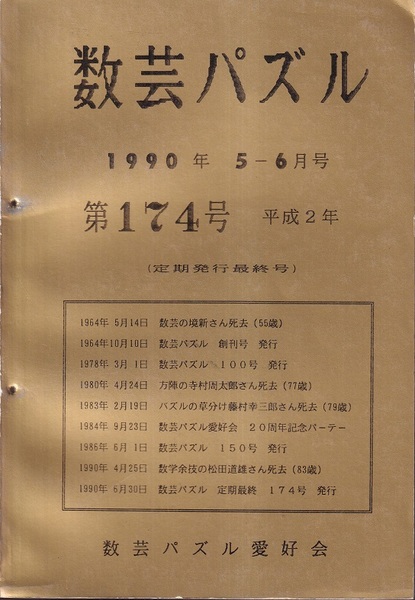 数芸パズル
1990年 5-6月号
第174号 平成2年
(定期発行最終号)
1964年 5月14日 数芸の境新さん死去(55歳)
1964年10月10日 数芸パズル 創刊号 発行
1978年 3月 1日 数芸パズル 100号 発行
1980年 4月24日 方陣の寺村周太郎さん死去(77歳)
1983年 2月19日 パズルの草分け藤村幸三郎さん死去(79歳)
1984年 9月23日 数芸パズル愛好会 20周年記念パーテー
1986年 6月 1日 数芸パズル 150号 発行
1990年 4月25日 数学余技の松田道雄さん死去(83歳)
1990年 6月30日 数芸パズル 定期最終 174号 発行
数芸パズル愛好会